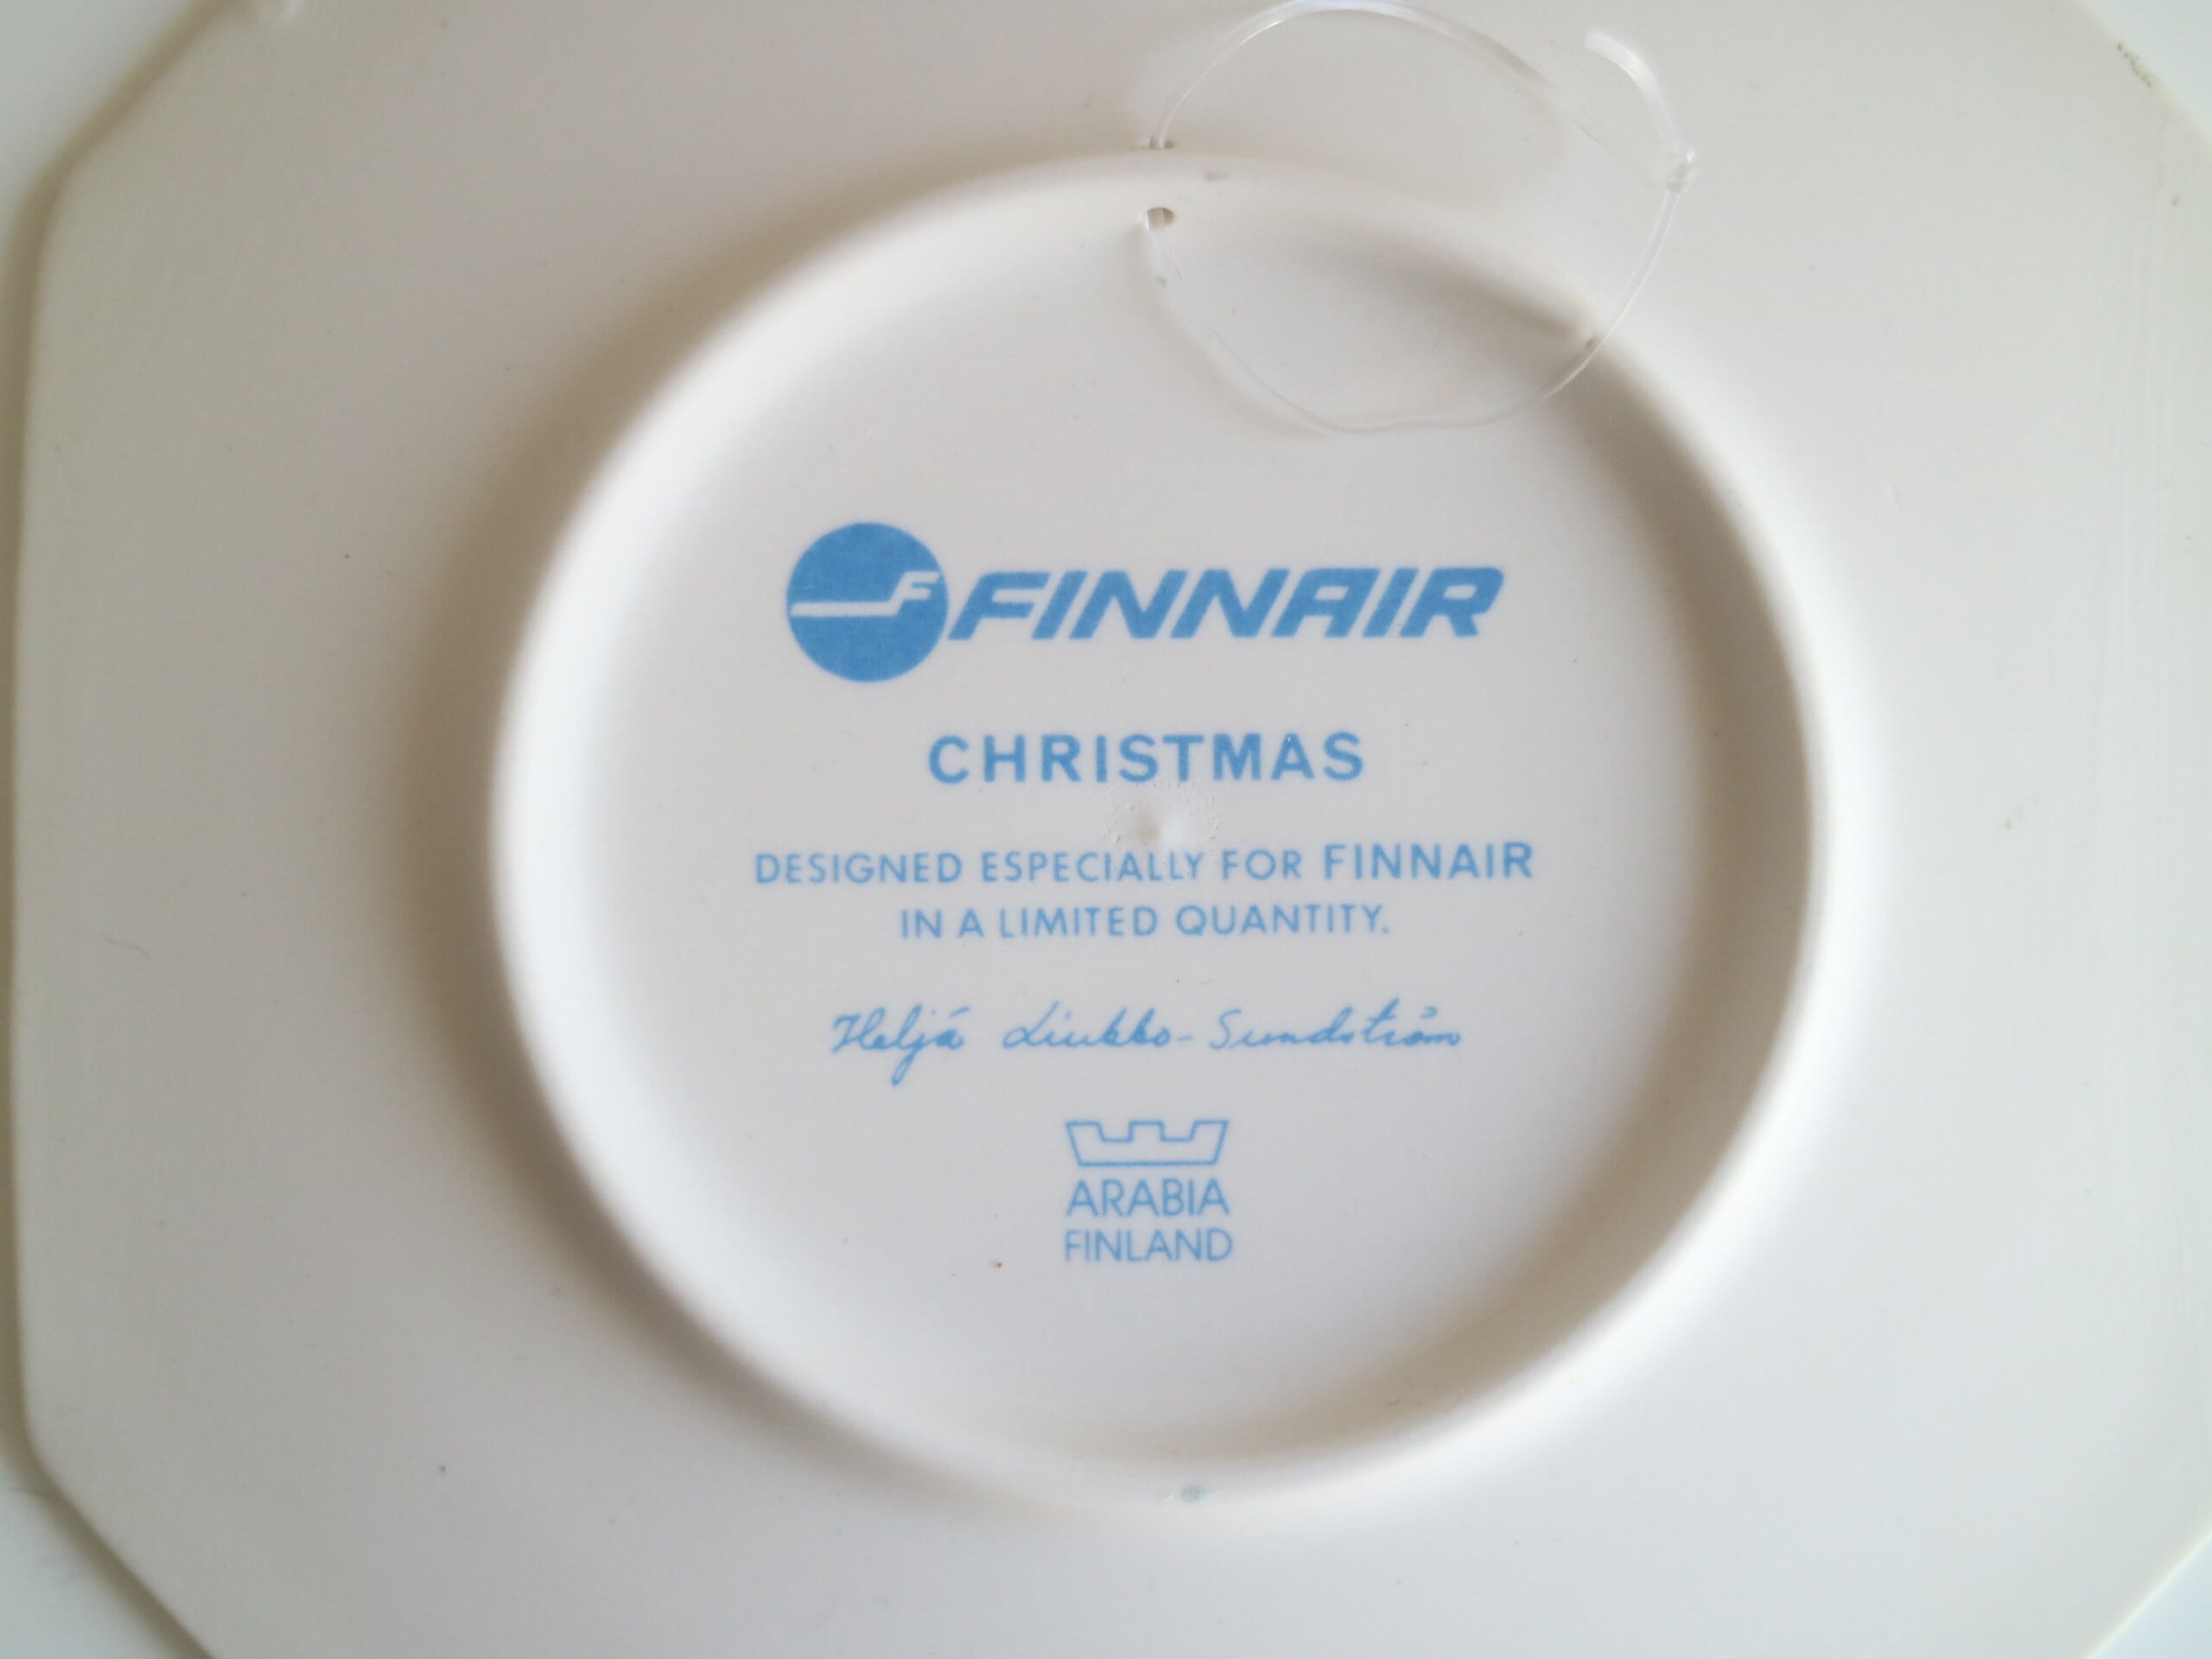 F FINNAIR
CHRISTMAS
DESIGNED ESPECIALLY FOR FINNAIR
IN A LIMITED QUANTITY.
Heljä Liukko-Sundström
ARABIA
FINLAND